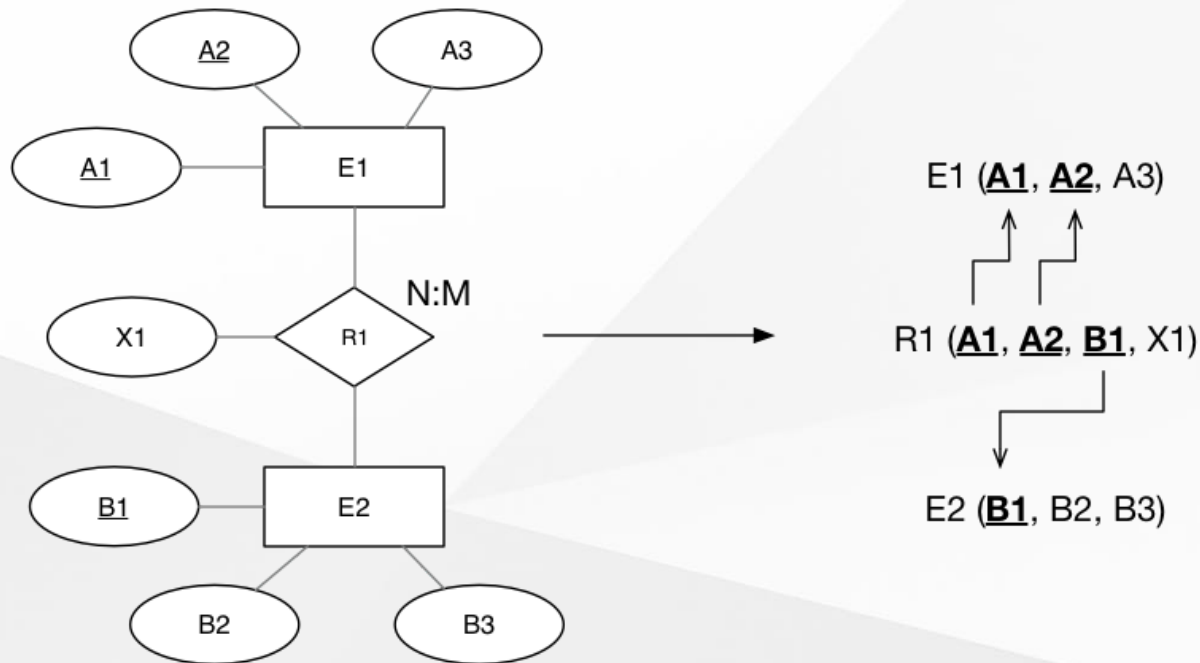 A2
A3
A1
E1
E1 (A1, A2, A3)
N:M
X1
R1
R1 (A1, A2, B1, X1)
B1
E2
E2 (B1, B2, B3)
B2
B3